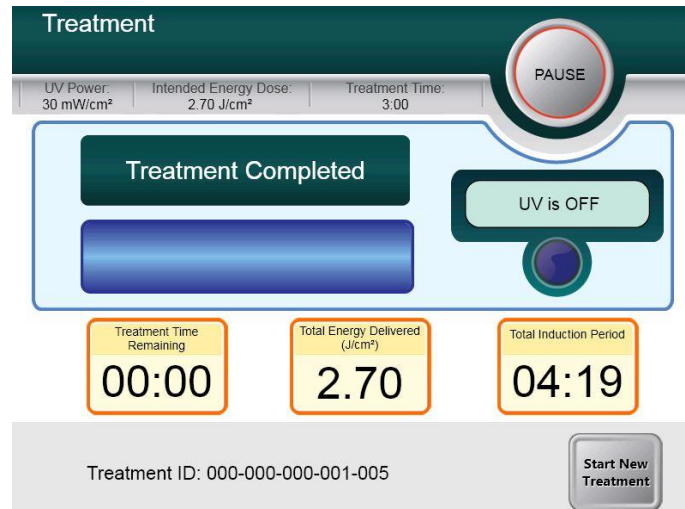 Treatment
PAUSE
UV Power:
30 mW/cm²
Intended Energy Dose:
2.70 J/cm²
Treatment Time:
3:00
Treatment Completed
UV is OFF
Treatment Time
Remaining
00:00
Total Energy Delivered
(J/cm²)
2.70
Total Induction Period
04:19
Treatment ID: 000-000-000-001-005
Start New
Treatment